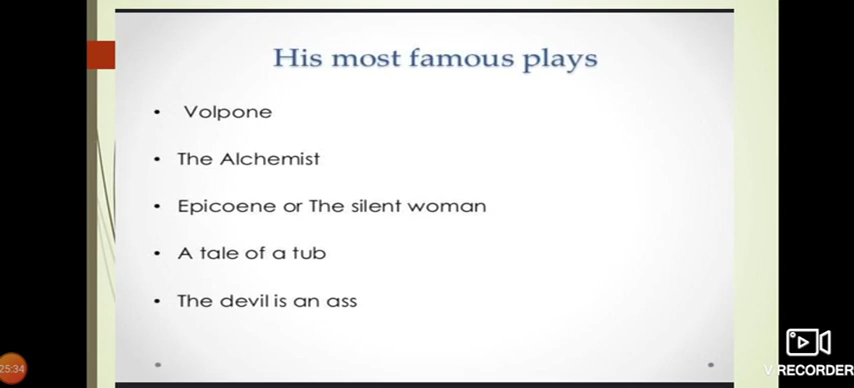 His most famous plays
• Volpone
• The Alchemist
• Epicoene or The silent woman
• A tale of a tub
• The devil is an ass
25:34
V RECORDER